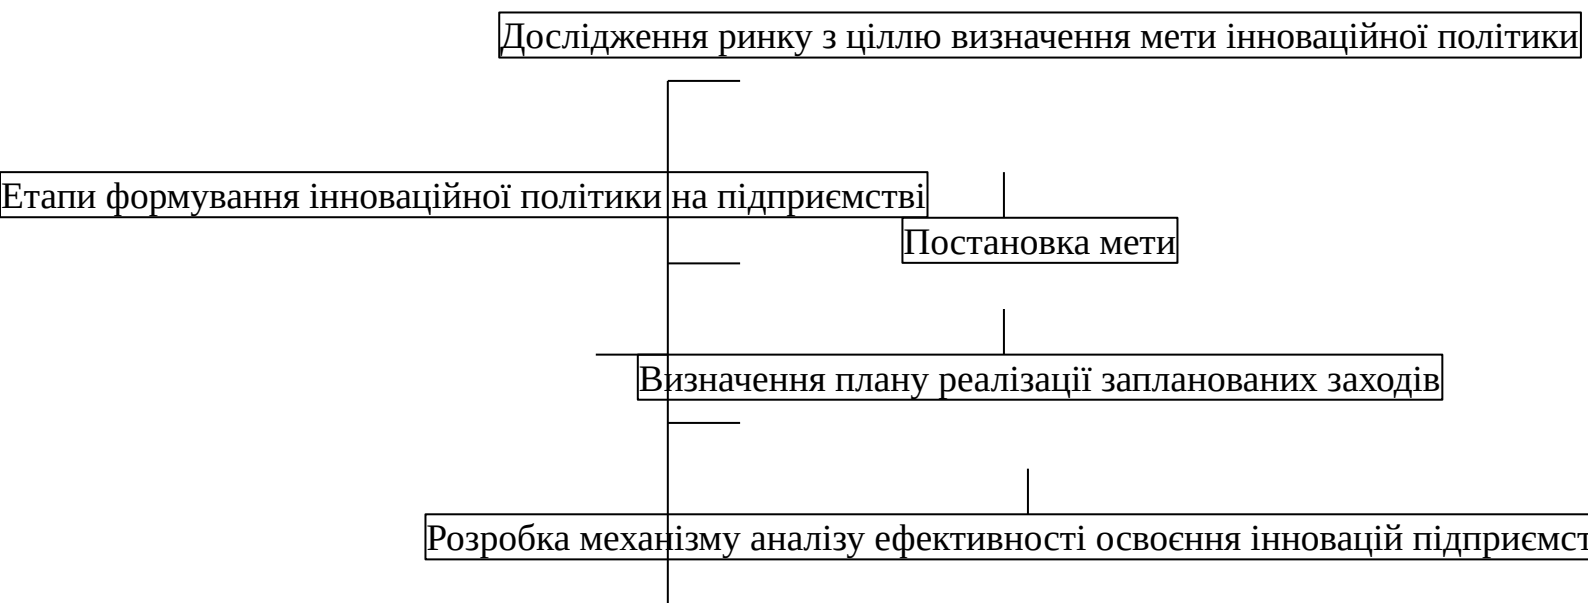 Дослідження ринку з ціллю визначення мети інноваційної політики
Етапи формування інноваційної політики на підприємстві
Постановка мети
Визначення плану реалізації запланованих заходів
Розробка механізму аналізу ефективності освоєння інновацій